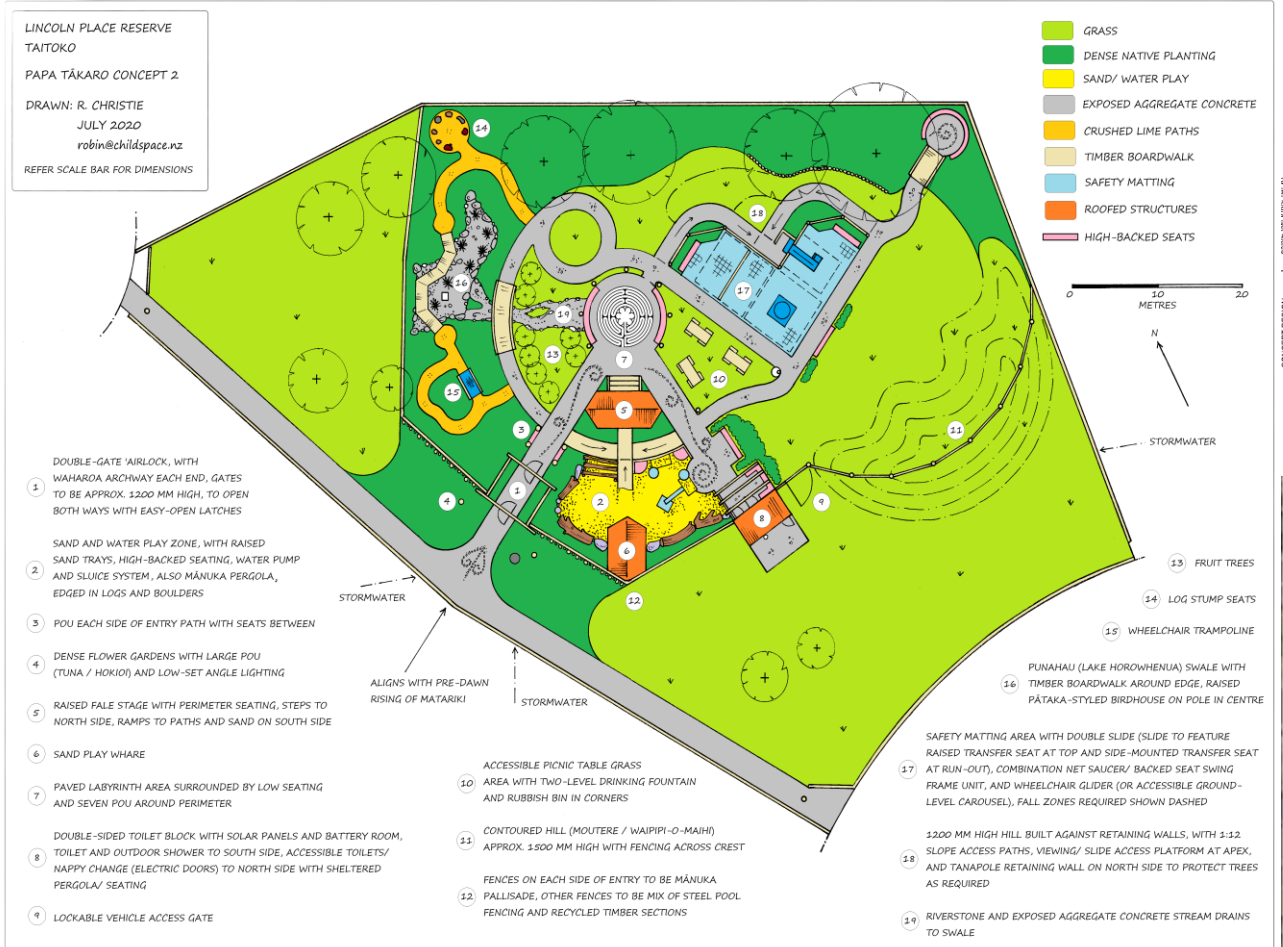 LINCOLN PLACE RESERVE
TAITOKO
PAPA TĀKARO CONCEPT 2
DRAWN: R. CHRISTIE
JULY 2020
robin@childspace.nz
REFER SCALE BAR FOR DIMENSIONS
GRASS
DENSE NATIVE PLANTING
SAND/ WATER PLAY
EXPOSED AGGREGATE CONCRETE
CRUSHED LIME PATHS
TIMBER BOARDWALK
SAFETY MATTING
ROOFED STRUCTURES
HIGH-BACKED SEATS
0 10 20
METRES
N
14
18
17
16
19
13
7
10
15
5
3
11
STORMWATER
1
4
2
9
8
6
12
STORMWATER
ALIGNS WITH PRE-DAWN
RISING OF MATARIKI
STORMWATER
1 DOUBLE-GATE 'AIRLOCK, WITH
WAHAROA ARCHWAY EACH END, GATES
TO BE APPROX. 1200 MM HIGH, TO OPEN
BOTH WAYS WITH EASY-OPEN LATCHES
2 SAND AND WATER PLAY ZONE, WITH RAISED
SAND TRAYS, HIGH-BACKED SEATING, WATER PUMP
AND SLUICE SYSTEM, ALSO MĀNUKA PERGOLA,
EDGED IN LOGS AND BOULDERS
3 POU EACH SIDE OF ENTRY PATH WITH SEATS BETWEEN
4 DENSE FLOWER GARDENS WITH LARGE POU
(TUNA / HOKIOI) AND LOW-SET ANGLE LIGHTING
5 RAISED FALE STAGE WITH PERIMETER SEATING, STEPS TO
NORTH SIDE, RAMPS TO PATHS AND SAND ON SOUTH SIDE
6 SAND PLAY WHARE
7 PAVED LABYRINTH AREA SURROUNDED BY LOW SEATING
AND SEVEN POU AROUND PERIMETER
8 DOUBLE-SIDED TOILET BLOCK WITH SOLAR PANELS AND BATTERY ROOM,
TOILET AND OUTDOOR SHOWER TO SOUTH SIDE, ACCESSIBLE TOILETS/
NAPPY CHANGE (ELECTRIC DOORS) TO NORTH SIDE WITH SHELTERED
PERGOLA/ SEATING
9 LOCKABLE VEHICLE ACCESS GATE
10 ACCESSIBLE PICNIC TABLE GRASS
AREA WITH TWO-LEVEL DRINKING FOUNTAIN
AND RUBBISH BIN IN CORNERS
11 CONTOURED HILL (MOUTERE / WAIPIPI-O-MAIHI)
APPROX. 1500 MM HIGH WITH FENCING ACROSS CREST
12 FENCES ON EACH SIDE OF ENTRY TO BE MĀNUKA
PALLISADE, OTHER FENCES TO BE MIX OF STEEL POOL
FENCING AND RECYCLED TIMBER SECTIONS
13 FRUIT TREES
14 LOG STUMP SEATS
15 WHEELCHAIR TRAMPOLINE
16 PUNAHAU (LAKE HOROWHENUA) SWALE WITH
TIMBER BOARDWALK AROUND EDGE, RAISED
PĀTAKA-STYLED BIRDHOUSE ON POLE IN CENTRE
17 SAFETY MATTING AREA WITH DOUBLE SLIDE (SLIDE TO FEATURE
RAISED TRANSFER SEAT AT TOP AND SIDE-MOUNTED TRANSFER SEAT
AT RUN-OUT), COMBINATION NET SAUCER/ BACKED SEAT SWING
FRAME UNIT, AND WHEELCHAIR GLIDER (OR ACCESSIBLE GROUND-
LEVEL CAROUSEL), FALL ZONES REQUIRED SHOWN DASHED
18 1200 MM HIGH HILL BUILT AGAINST RETAINING WALLS, WITH 1:12
SLOPE ACCESS PATHS, VIEWING/ SLIDE ACCESS PLATFORM AT APEX,
AND TANAPOLE RETAINING WALL ON NORTH SIDE TO PROTECT TREES
AS REQUIRED
19 RIVERSTONE AND EXPOSED AGGREGATE CONCRETE STREAM DRAINS
TO SWALE